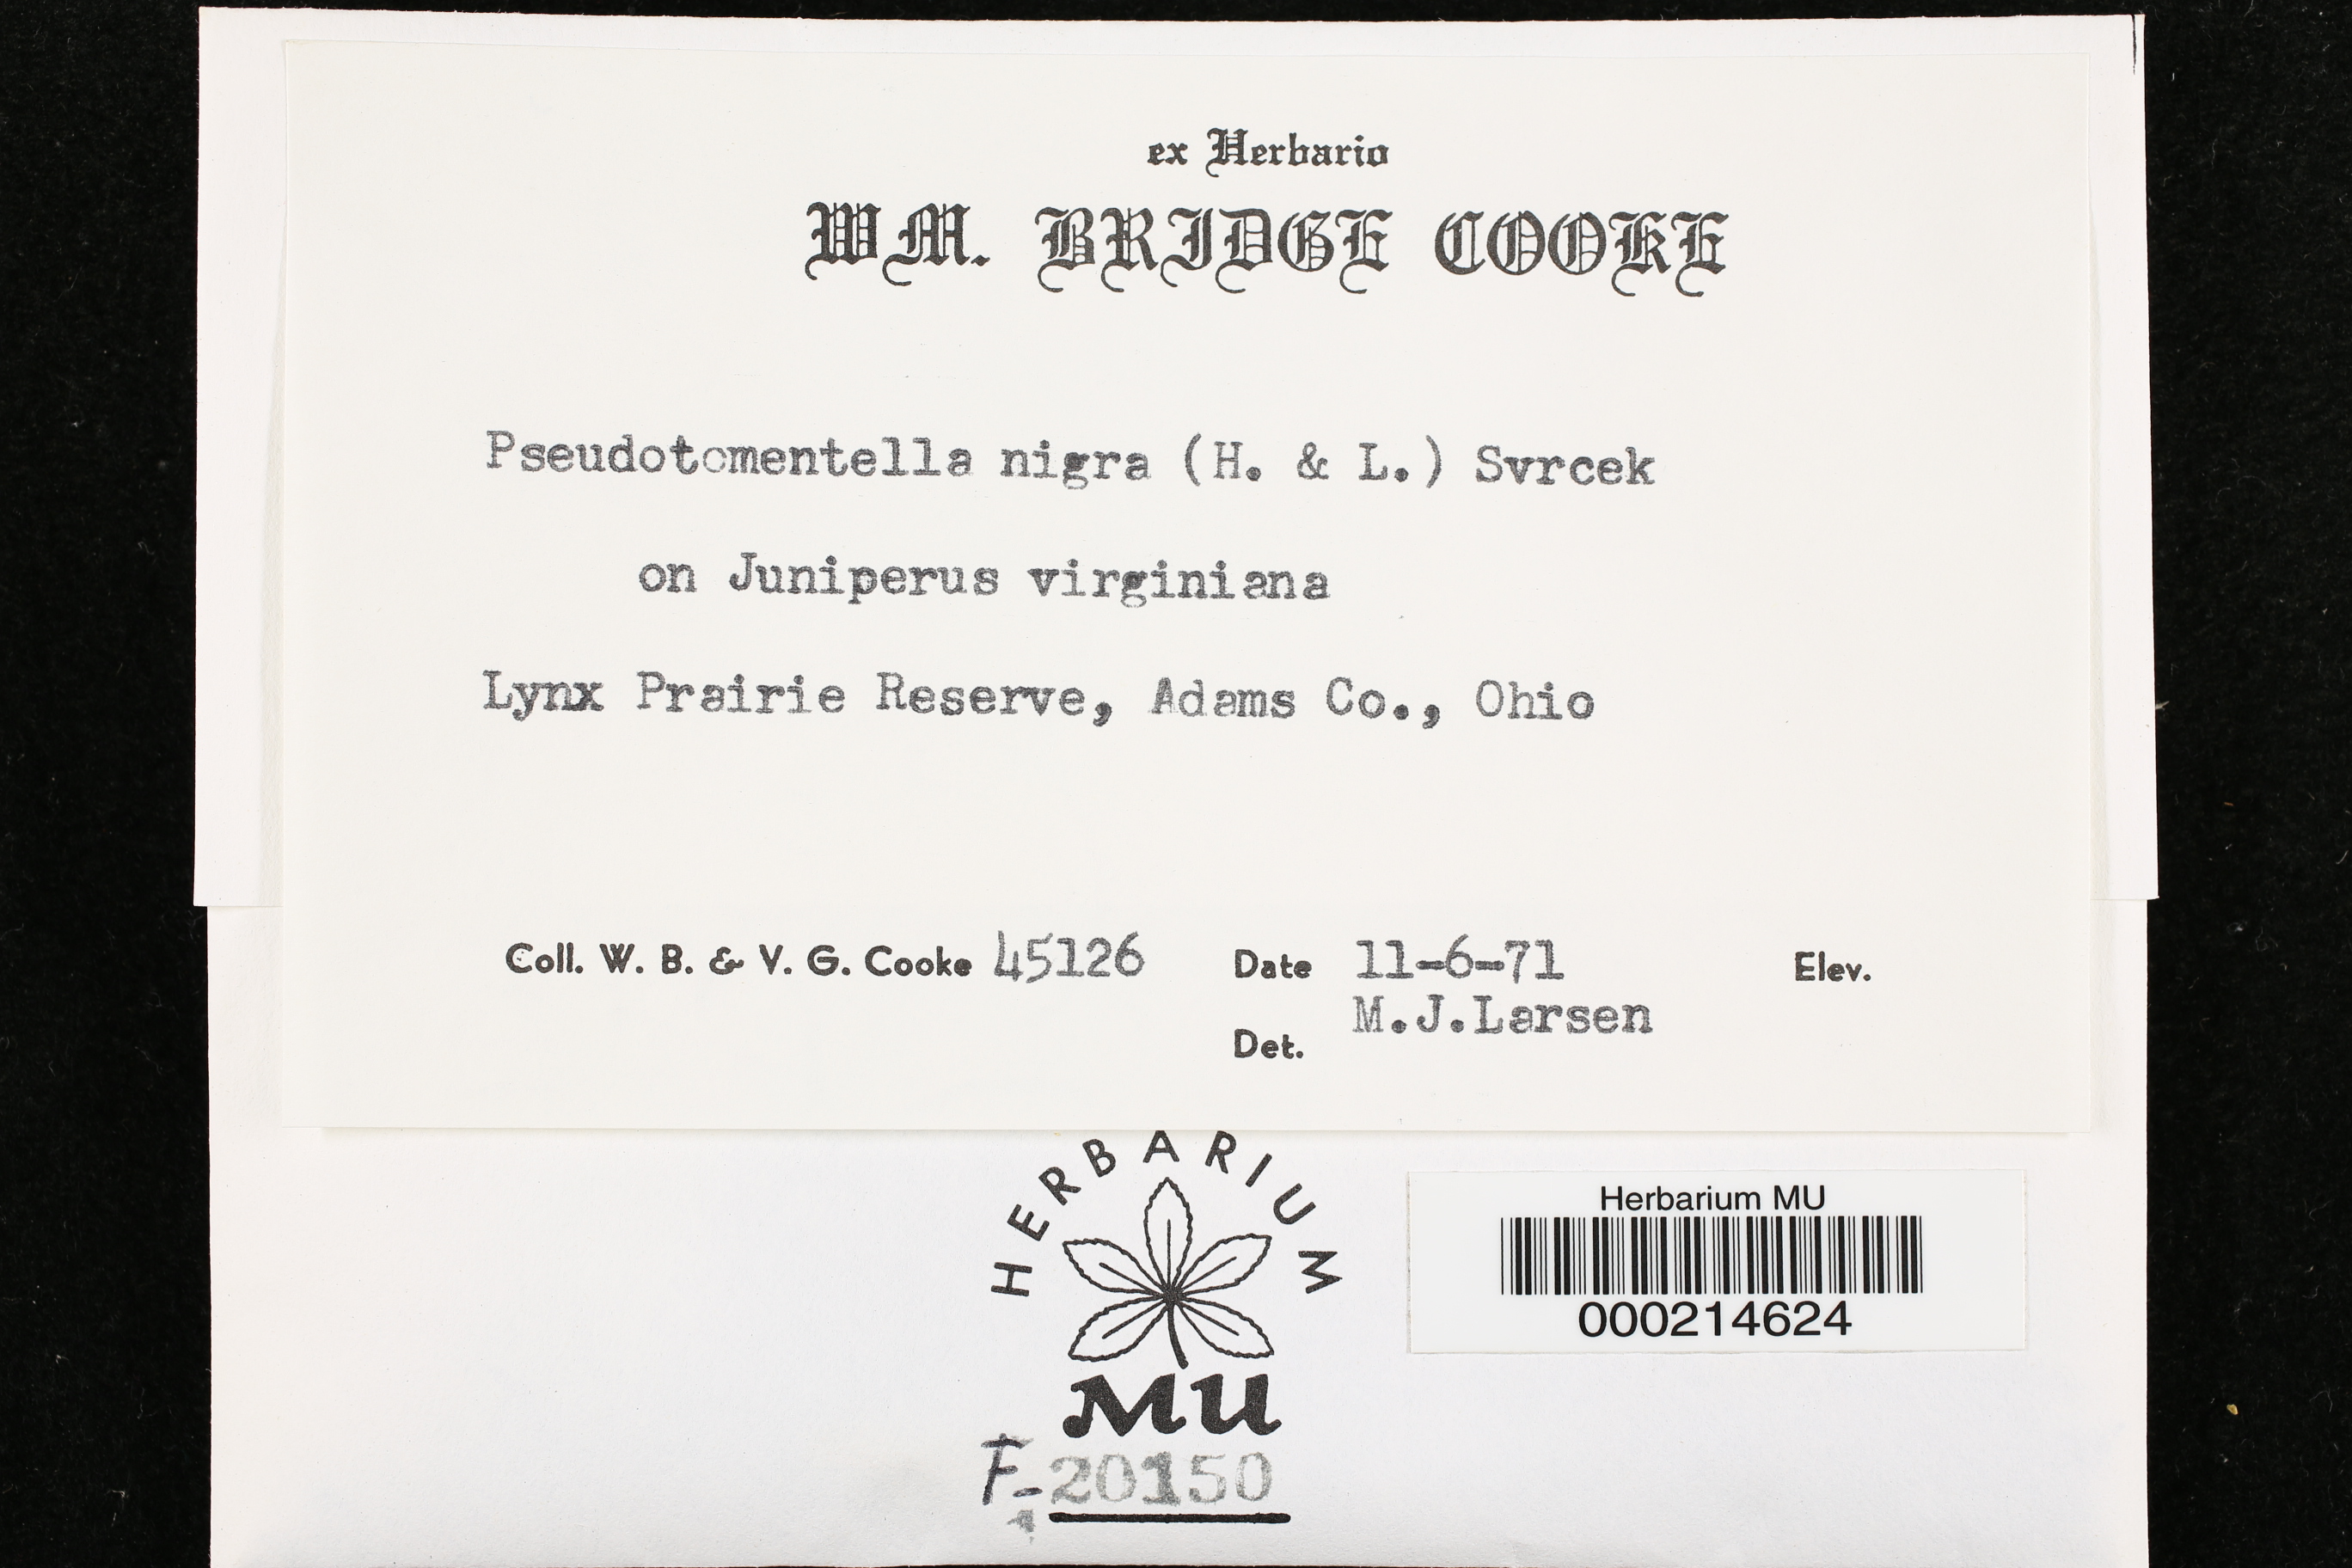 ex Herbario
WM. BRIDGE COOKE
Pseudotomentella nigra (H. & L.) Svrcek
on Juniperus virginiana
Lynx Prairie Reserve, Adams Co., Ohio
Coll. W. B. & V. G. Cooke 45126 Date 11-6-71 Elev.
Det. M.J.Larsen
HERBARIUM
MU
F-20150
Herbarium MU
000214624